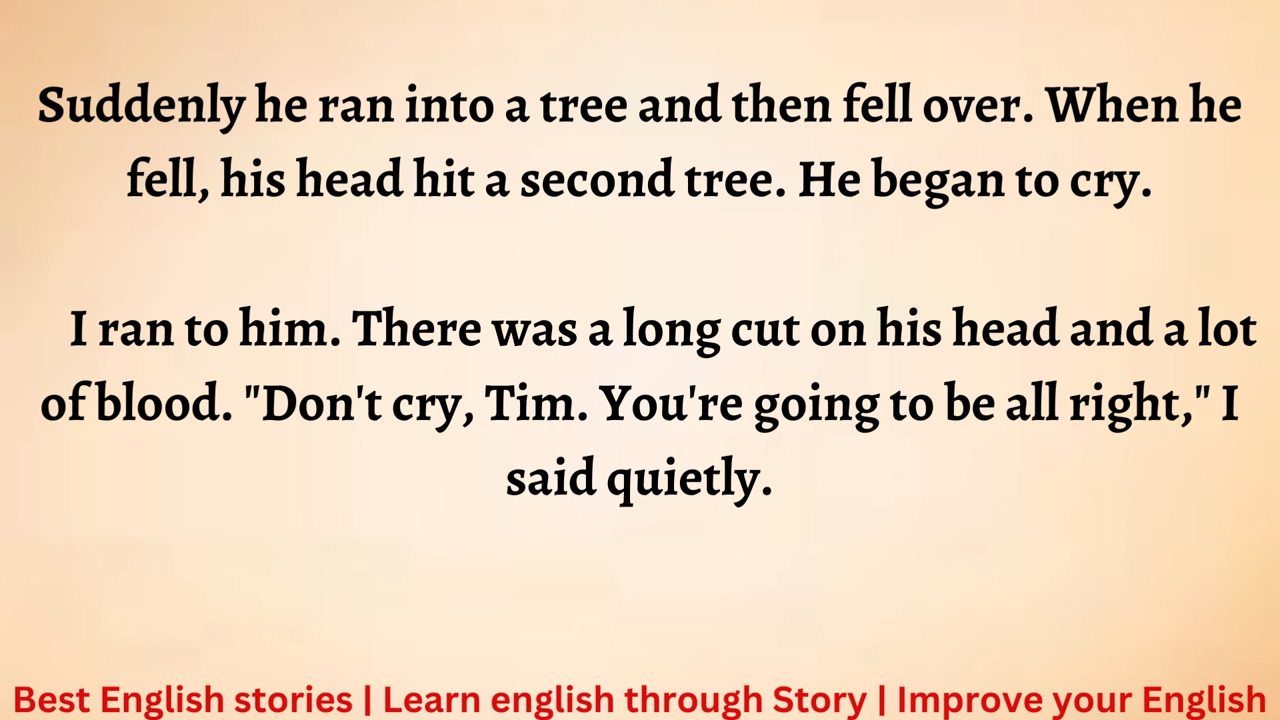 Suddenly he ran into a tree and then fell over. When he
fell, his head hit a second tree. He began to cry.
I ran to him. There was a long cut on his head and a lot
of blood. "Don't cry, Tim. You're going to be all right," I
said quietly.
Best English stories | Learn english through Story | Improve your English